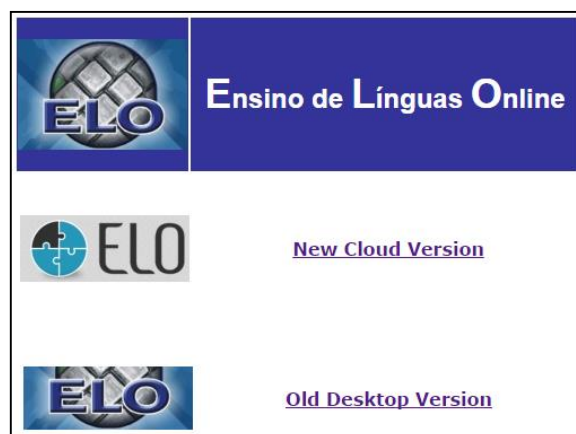 ELO
Ensino de Línguas Online
ELO
New Cloud Version
ELO
Old Desktop Version